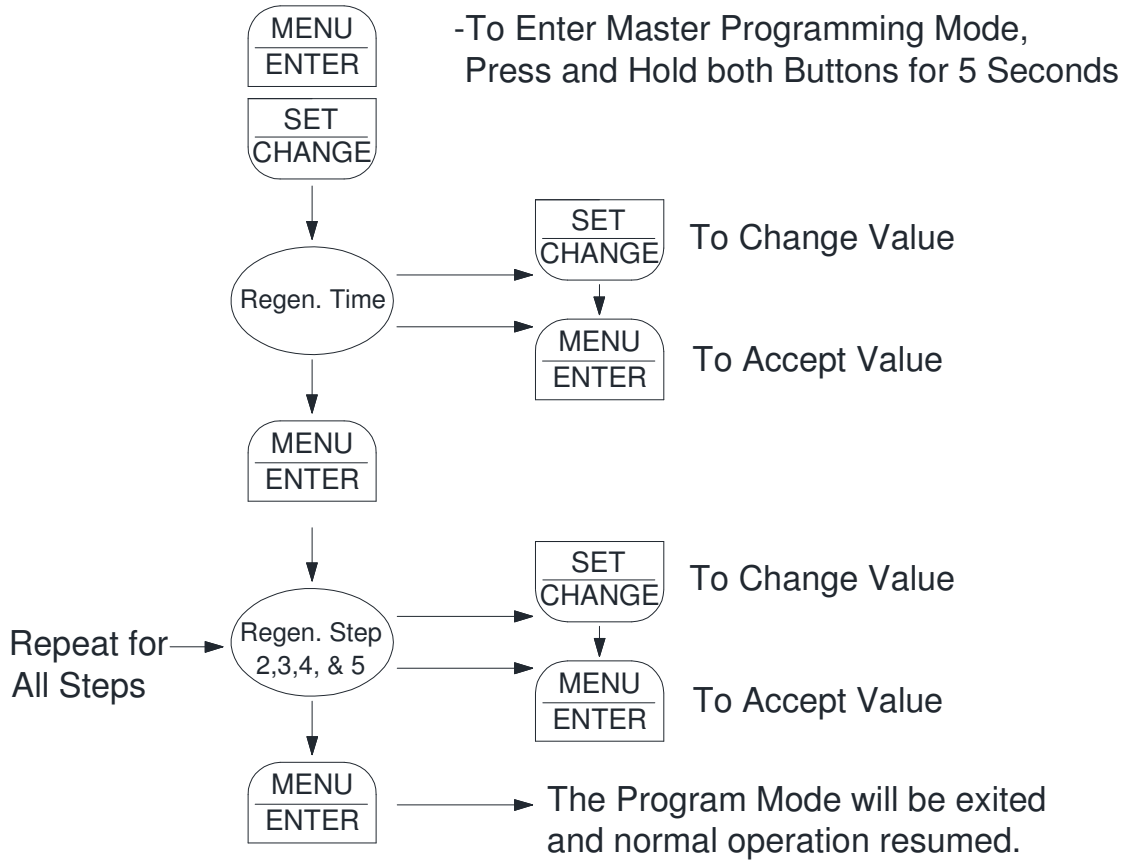 MENU
ENTER
-To Enter Master Programming Mode,
Press and Hold both Buttons for 5 Seconds
SET
CHANGE
Regen. Time
SET
CHANGE
To Change Value
MENU
ENTER
To Accept Value
MENU
ENTER
Repeat for
All Steps
Regen. Step
2,3,4, & 5
SET
CHANGE
To Change Value
MENU
ENTER
To Accept Value
MENU
ENTER
The Program Mode will be exited
and normal operation resumed.